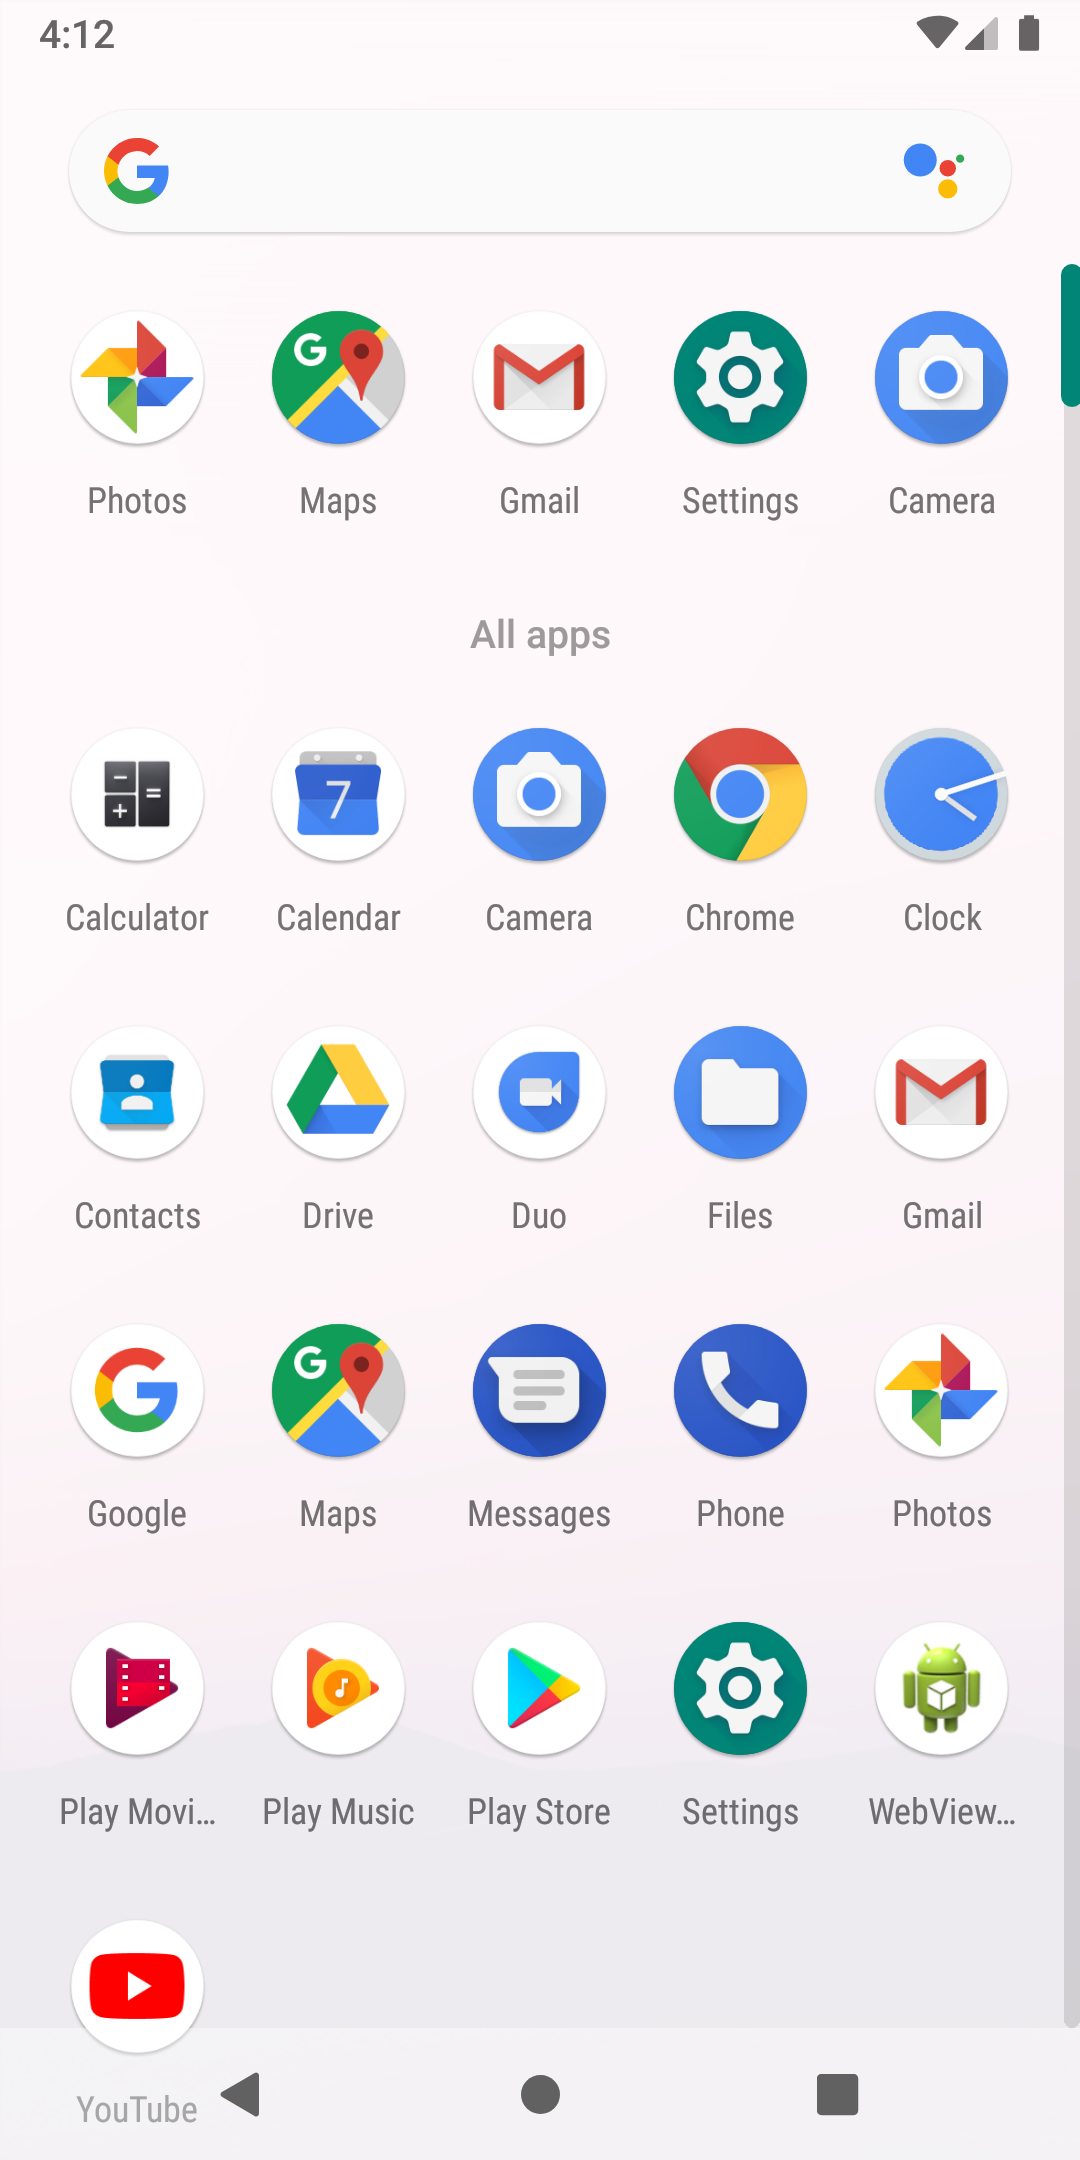 4:12
Photos Maps Gmail Settings Camera
All apps
7
Calculator Calendar Camera Chrome Clock
Contacts Drive Duo Files Gmail
Google Maps Messages Phone Photos
Play Movi… Play Music Play Store Settings WebView…
YouTube